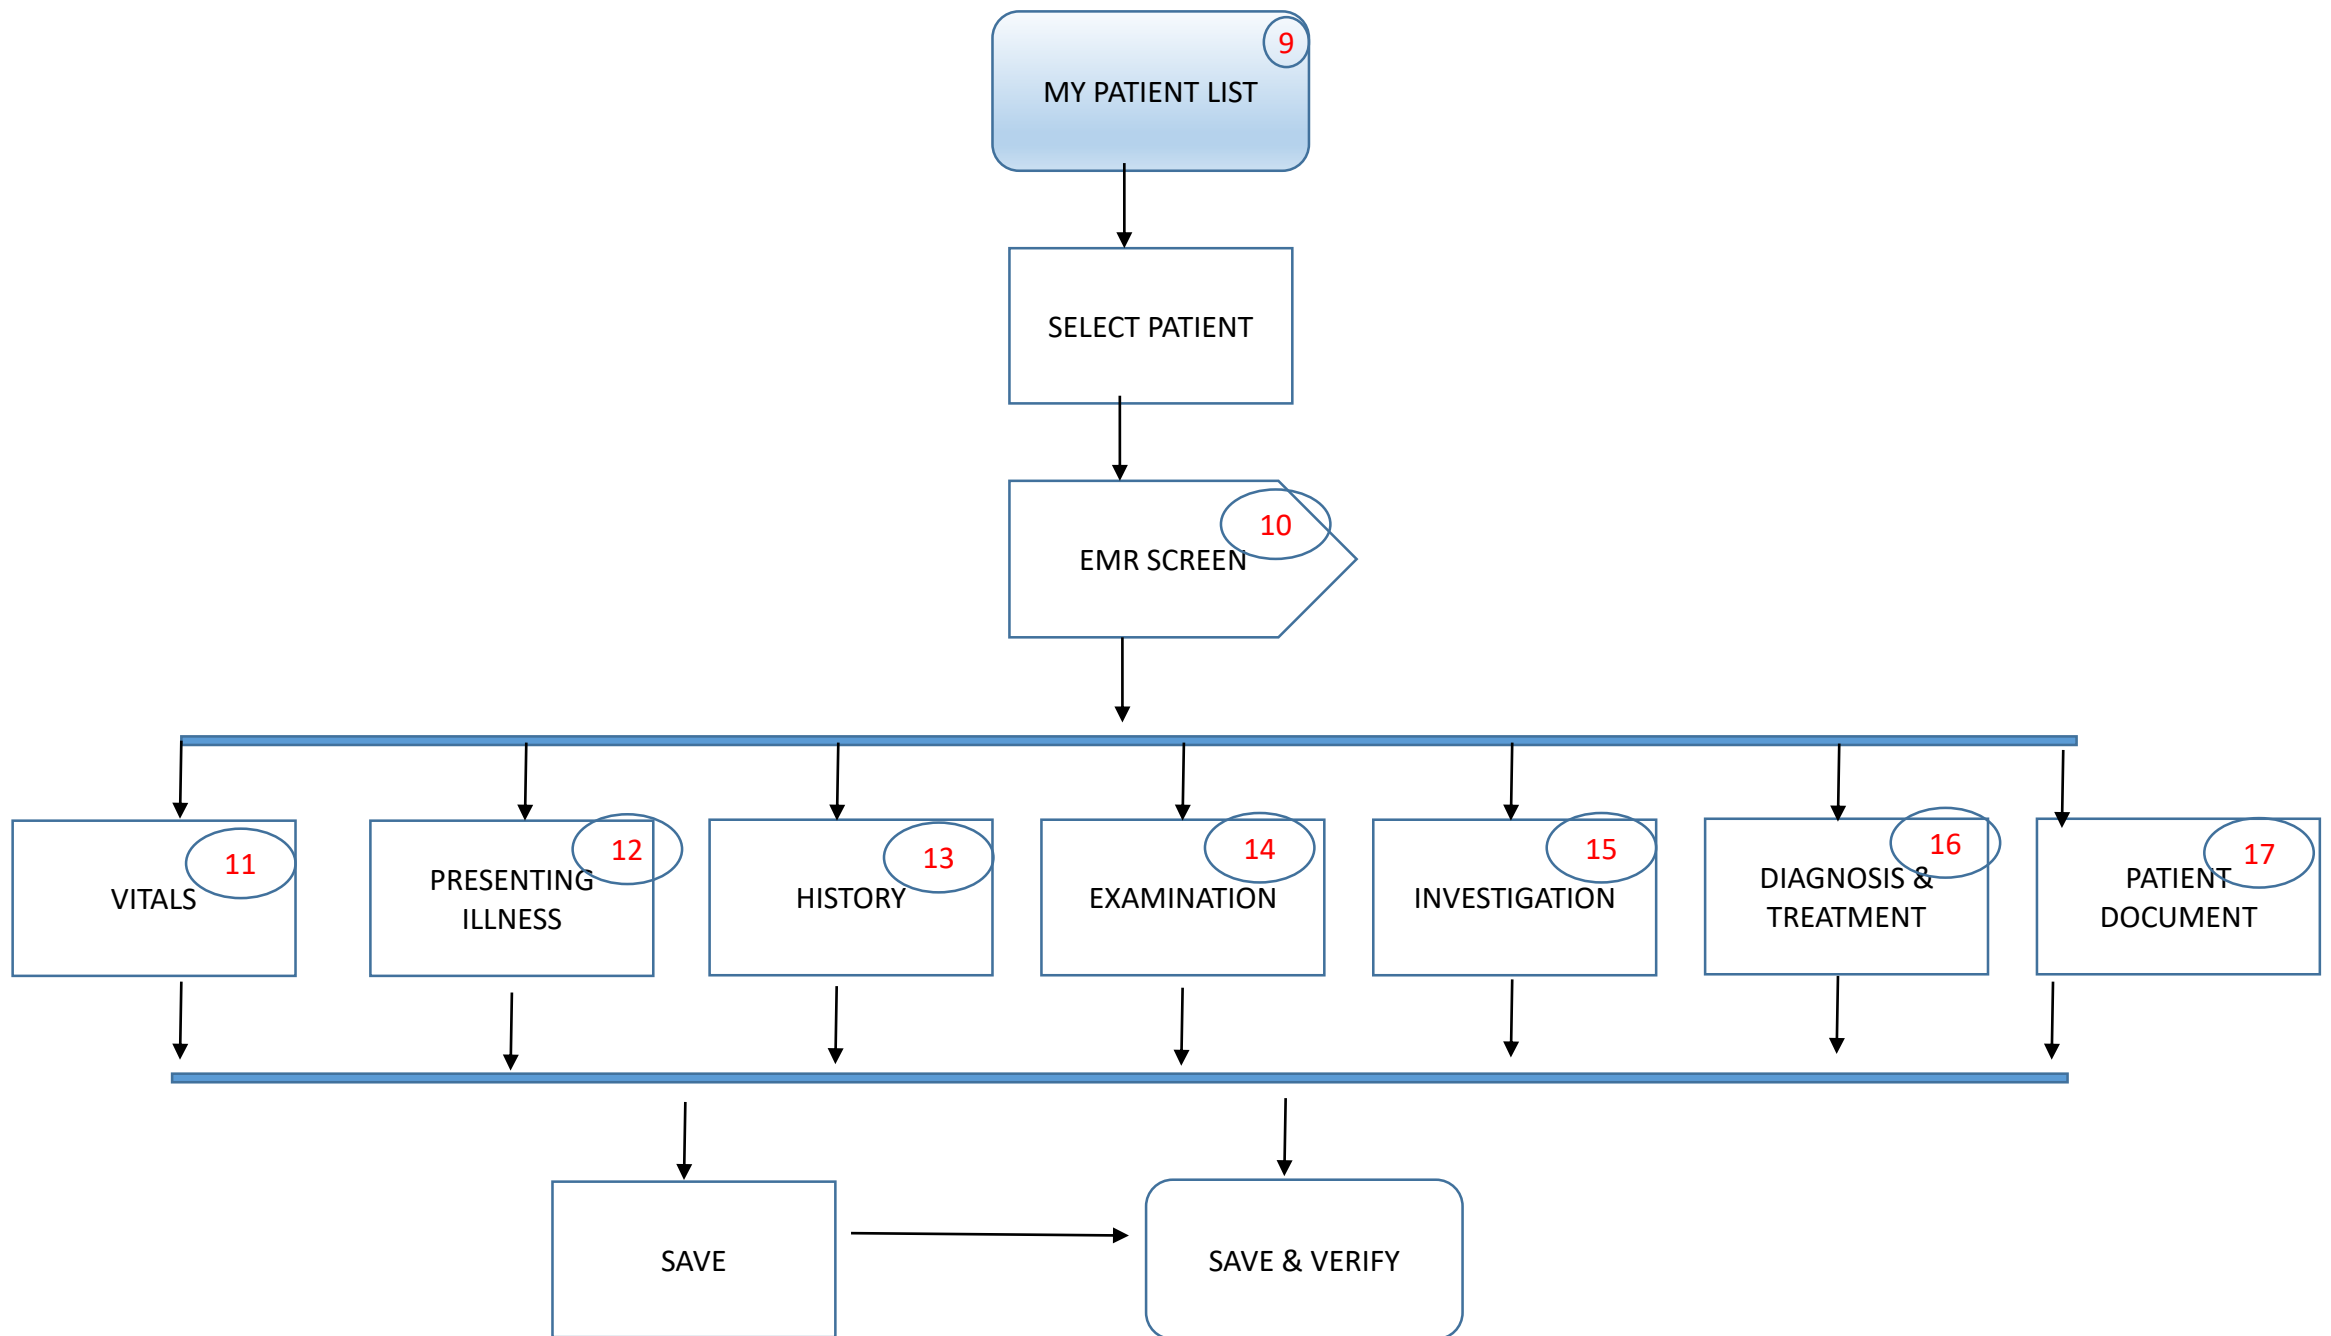 9
MY PATIENT LIST
SELECT PATIENT
10
EMR SCREEN
11
VITALS
12
PRESENTING
ILLNESS
13
HISTORY
14
EXAMINATION
15
INVESTIGATION
16
DIAGNOSIS &
TREATMENT
17
PATIENT
DOCUMENT
SAVE
SAVE & VERIFY